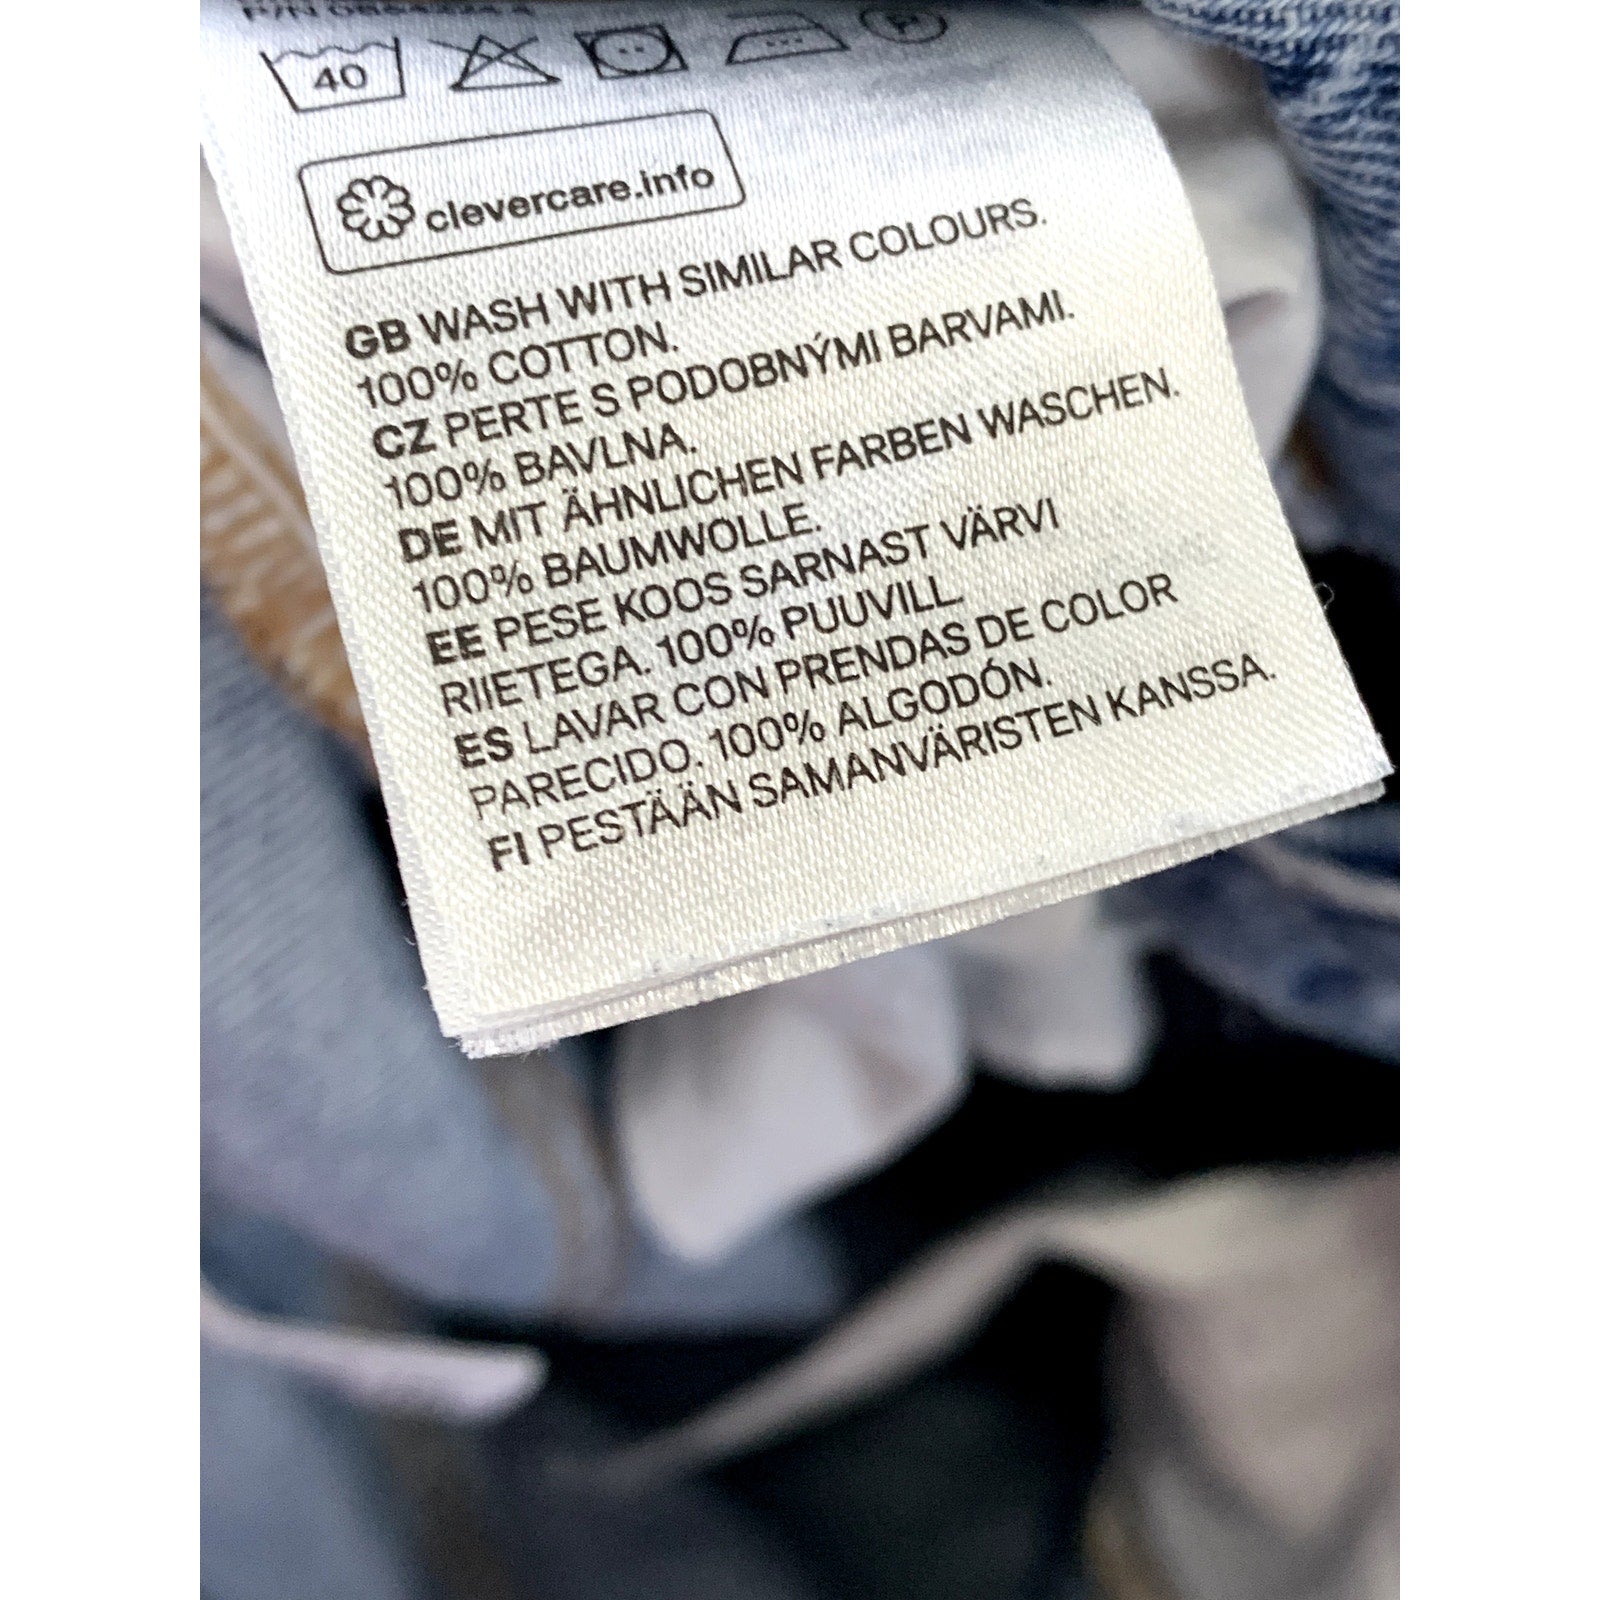 40
P
clevercare.info
GB WASH WITH SIMILAR COLOURS.
100% COTTON.
CZ PERTE S PODOBNÝMI BARVAMI.
100% BAVLNA.
DE MIT ÄHNLICHEN FARBEN WASCHEN.
100% BAUMWOLLE.
EE PESE KOOS SARNAST VÄRVI
RIIETEGA. 100% PUUVILL.
ES LAVAR CON PRENDAS DE COLOR
PARECIDO. 100% ALGODÓN.
FI PESTÄÄN SAMANVÄRISTEN KANSSA.